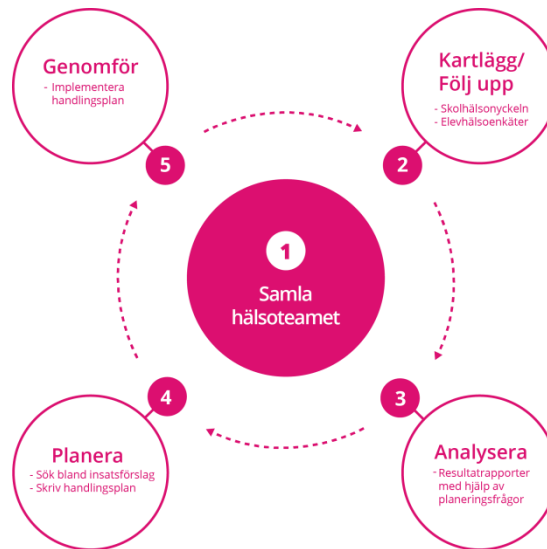 1
Samla
hälsoteamet
2
Kartlägg/
Följ upp
- Skolhälsonyckeln
- Elevhälsoenkäter
3
Analysera
- Resultatrapporter
med hjälp av
planeringsfrågor
4
Planera
- Sök bland insatsförslag
- Skriv handlingsplan
5
Genomför
- Implementera
handlingsplan